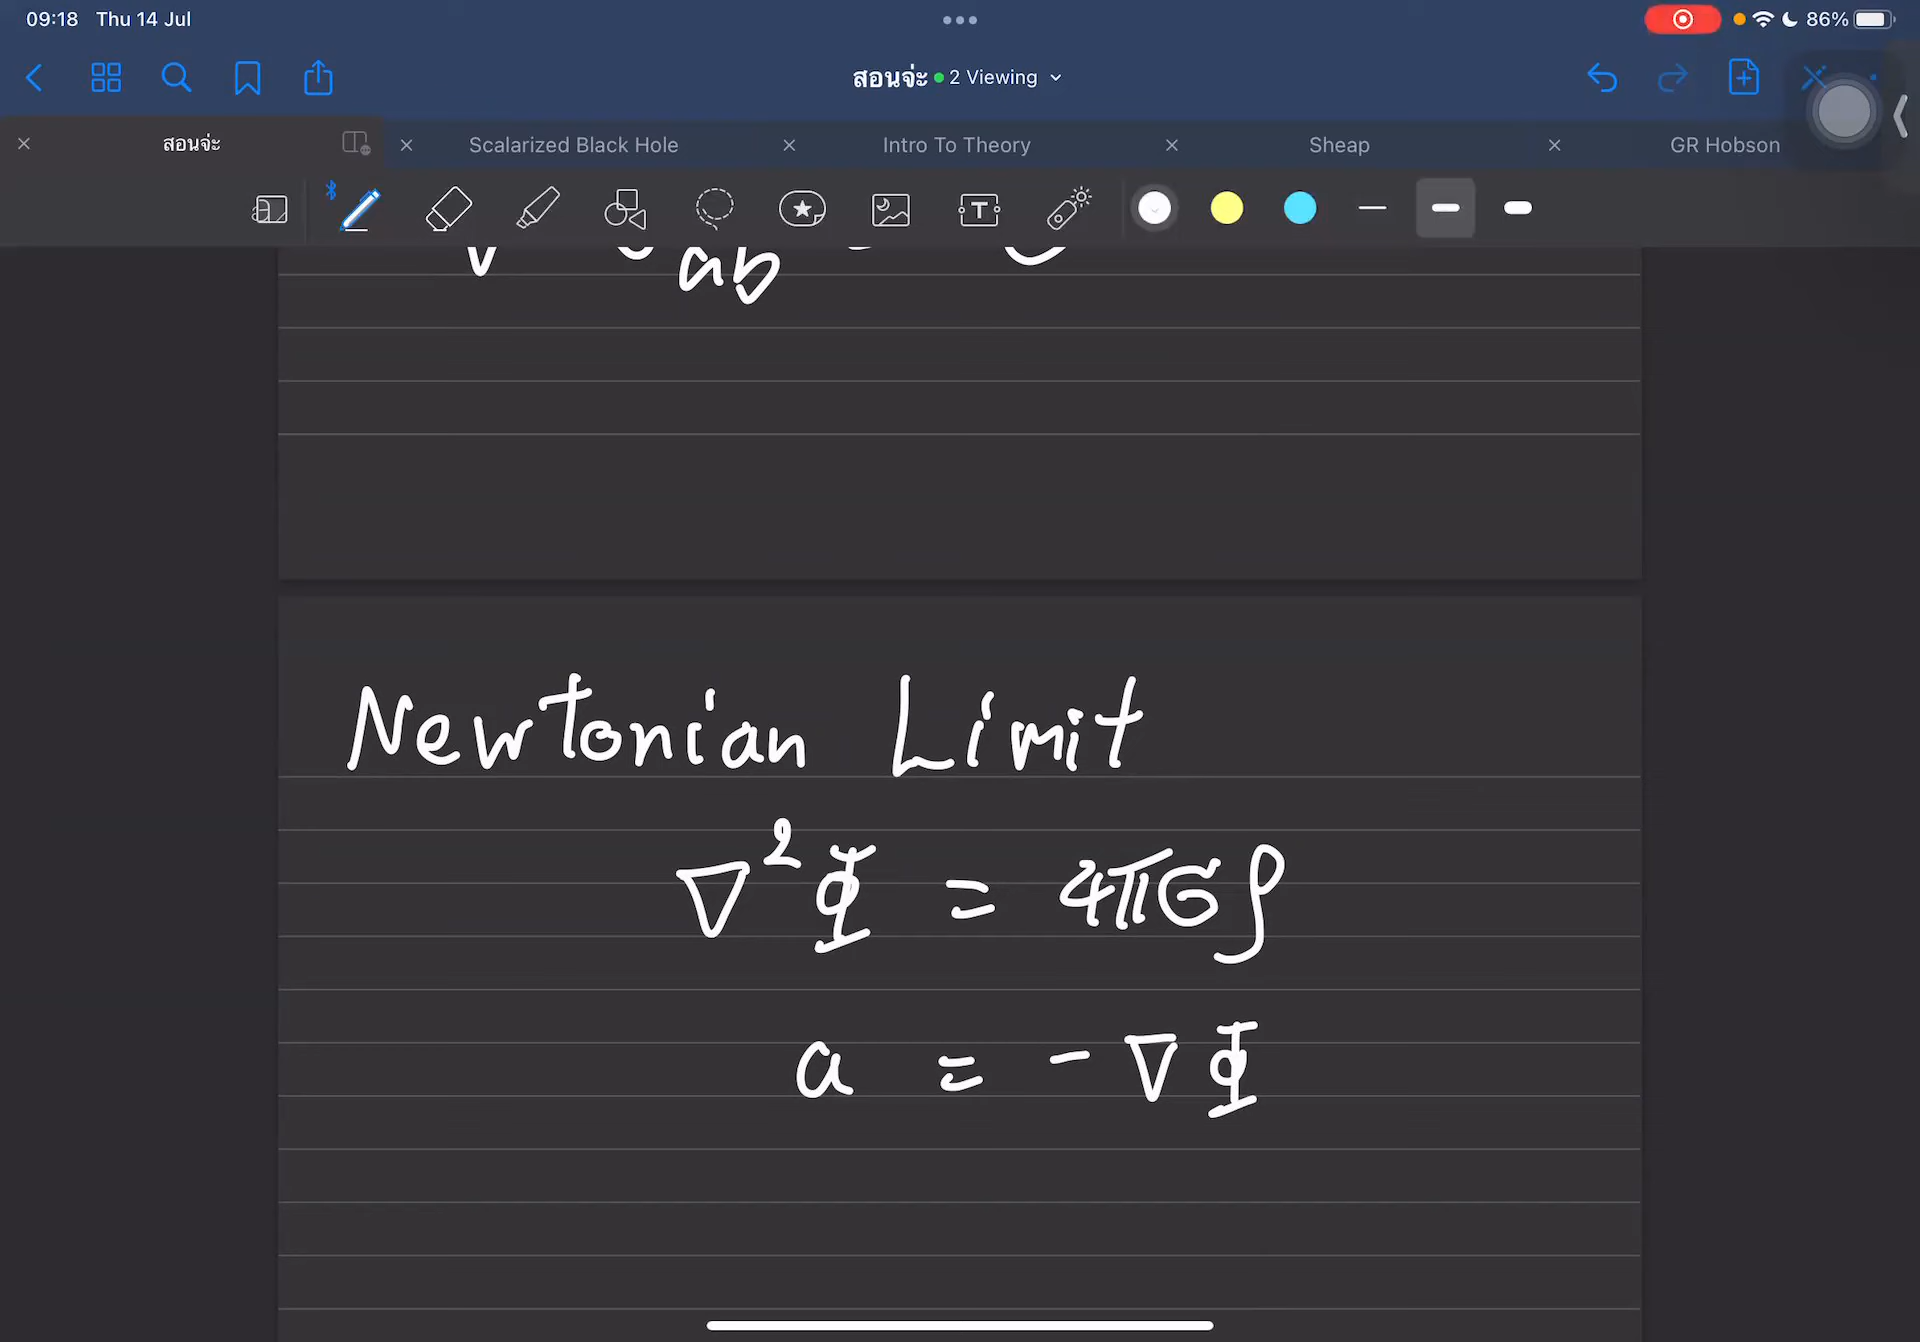 09:18 Thu 14 Jul 86%
สอนจ่ะ 2 Viewing
สอนจ่ะ Scalarized Black Hole Intro To Theory Sheap GR Hobson
T
ab
Newtonian Limit
∇²Φ = 4πGρ
a = -∇Φ